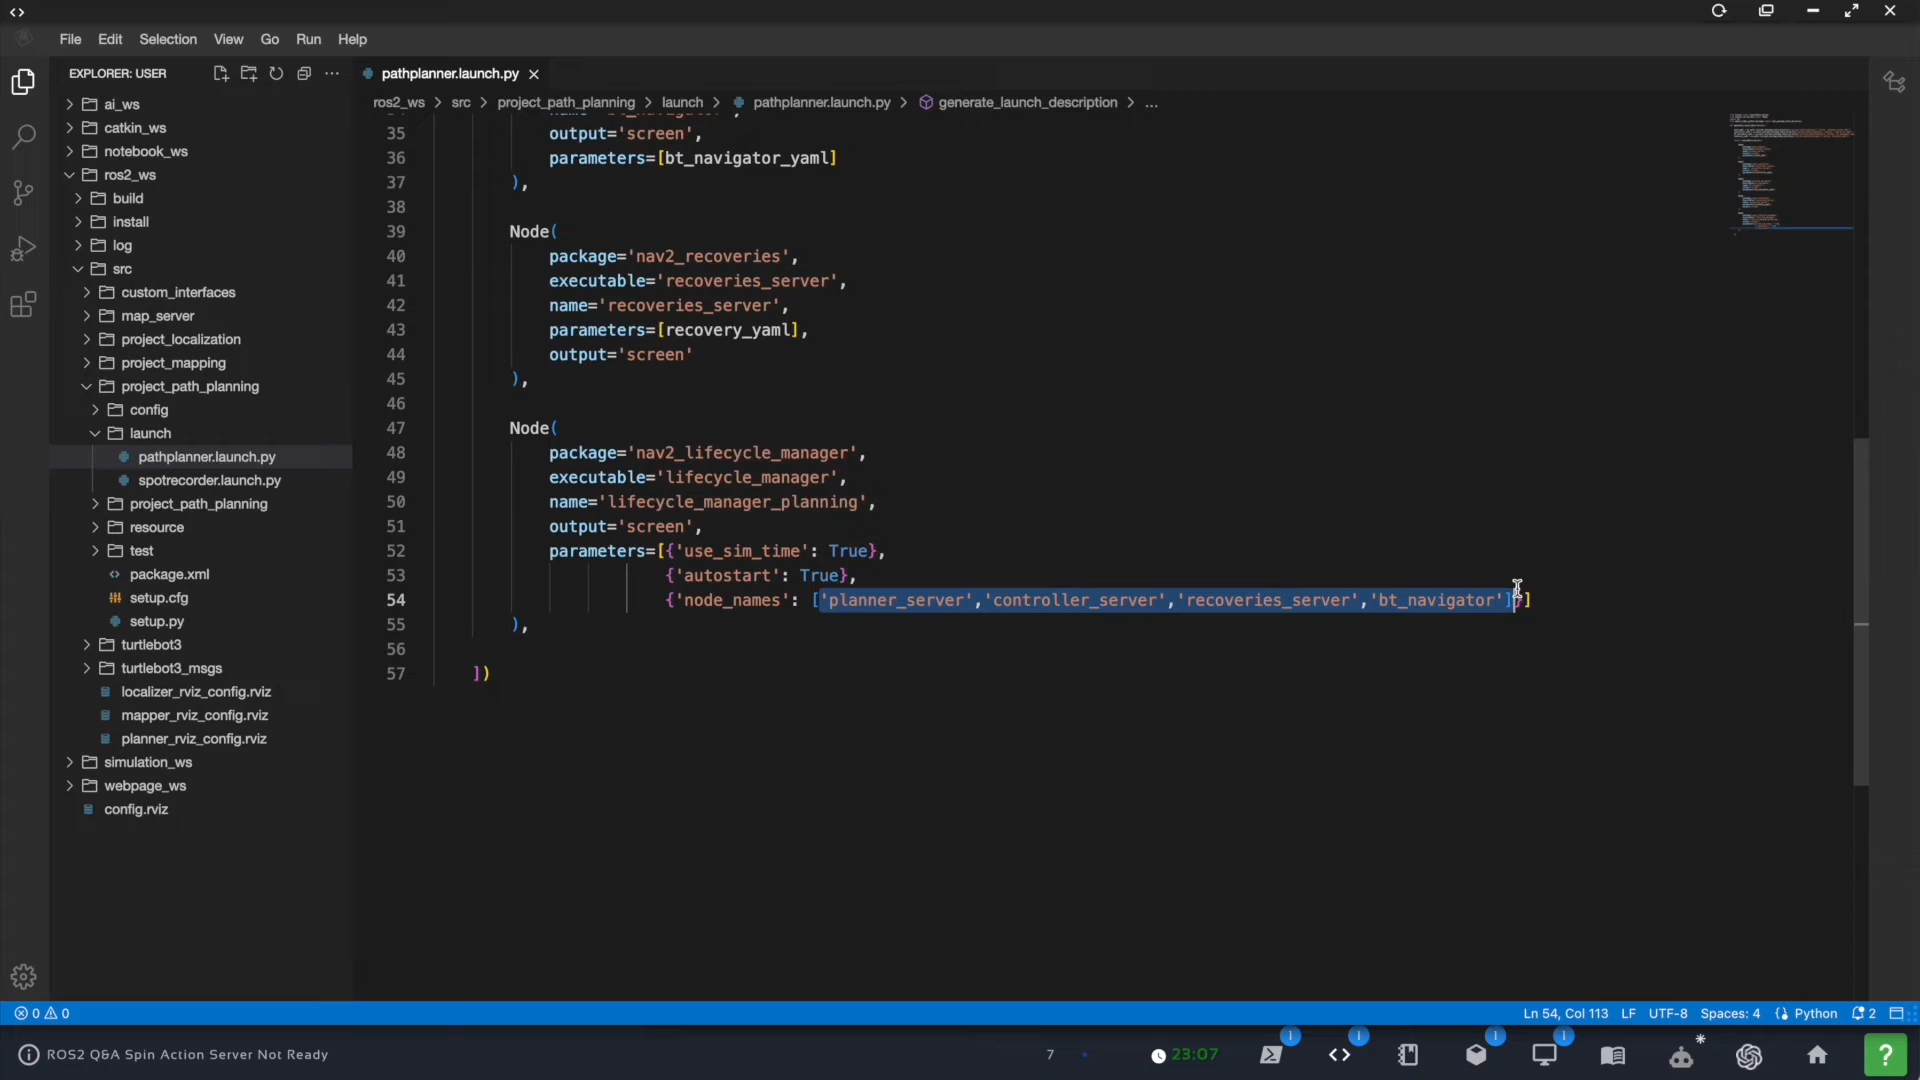 File Edit Selection View Go Run Help
EXPLORER: USER
ai_ws
catkin_ws
notebook_ws
ros2_ws
build
install
log
src
custom_interfaces
map_server
project_localization
project_mapping
project_path_planning
config
launch
pathplanner.launch.py
spotrecorder.launch.py
project_path_planning
resource
test
package.xml
setup.cfg
setup.py
turtlebot3
turtlebot3_msgs
localizer_rviz_config.rviz
mapper_rviz_config.rviz
planner_rviz_config.rviz
simulation_ws
webpage_ws
config.rviz
pathplanner.launch.py
ros2_ws > src > project_path_planning > launch > pathplanner.launch.py > generate_launch_description > ...
35 output='screen',
36 parameters=[bt_navigator_yaml]
37 ),
38
39 Node(
40 package='nav2_recoveries',
41 executable='recoveries_server',
42 name='recoveries_server',
43 parameters=[recovery_yaml],
44 output='screen'
45 ),
46
47 Node(
48 package='nav2_lifecycle_manager',
49 executable='lifecycle_manager',
50 name='lifecycle_manager_planning',
51 output='screen',
52 parameters=[{'use_sim_time': True},
53 {'autostart': True},
54 {'node_names': ['planner_server','controller_server','recoveries_server','bt_navigator']}]
55 ),
56
57 ])
0 0
Ln 54, Col 113 LF UTF-8 Spaces: 4 Python 2
ROS2 Q&A Spin Action Server Not Ready
7
23:07
?